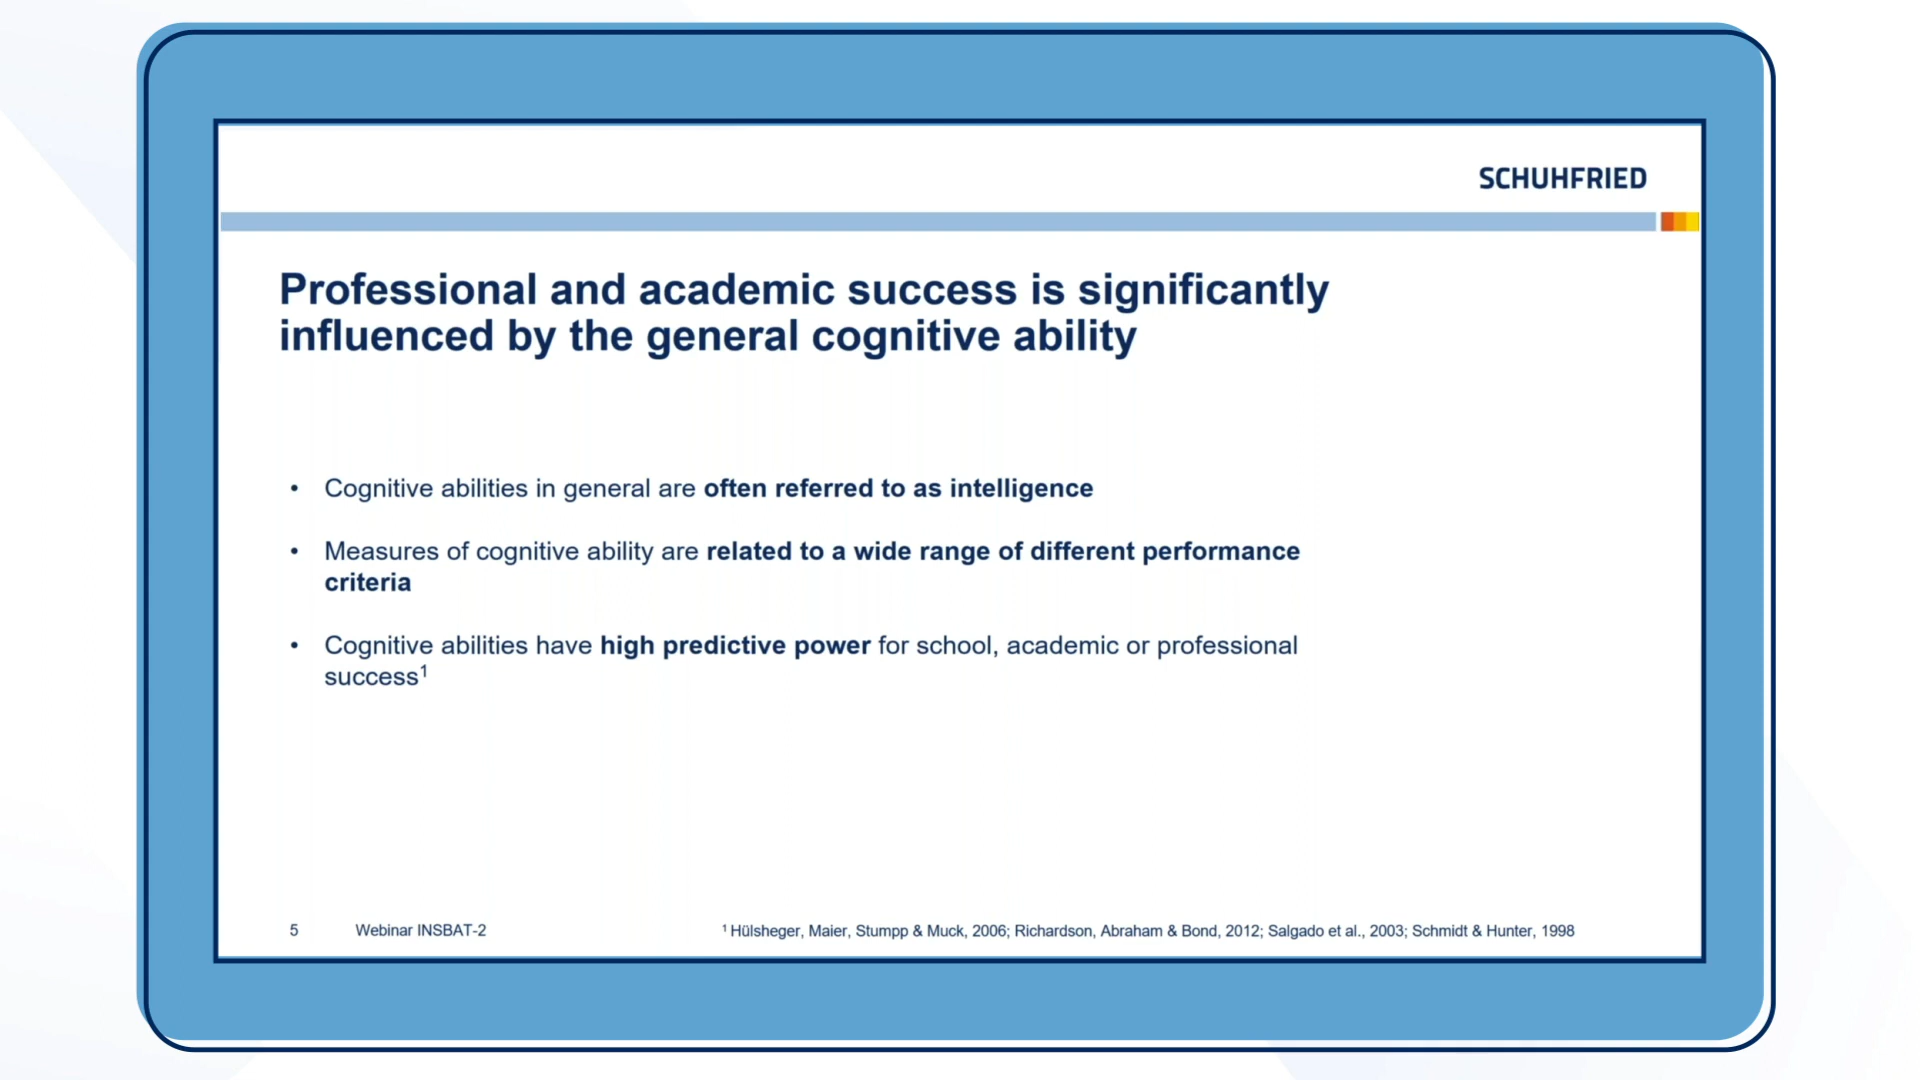 SCHUHFRIED
Professional and academic success is significantly
influenced by the general cognitive ability
• Cognitive abilities in general are often referred to as intelligence
• Measures of cognitive ability are related to a wide range of different performance
criteria
• Cognitive abilities have high predictive power for school, academic or professional
success¹
5 Webinar INSBAT-2 ¹ Hülsheger, Maier, Stumpp & Muck, 2006; Richardson, Abraham & Bond, 2012; Salgado et al., 2003; Schmidt & Hunter, 1998